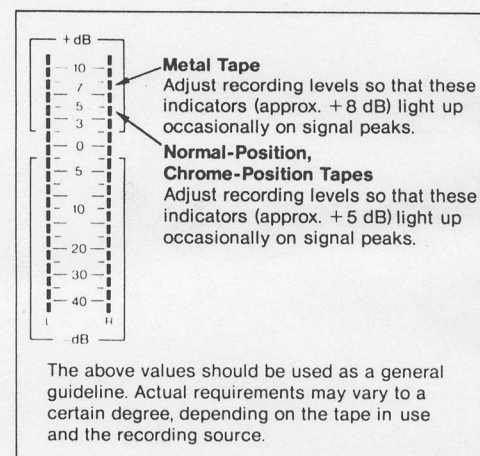 + dB
10
7
5
3
0
5
10
20
30
40
L R
dB
Metal Tape
Adjust recording levels so that these
indicators (approx. +8 dB) light up
occasionally on signal peaks.
Normal-Position,
Chrome-Position Tapes
Adjust recording levels so that these
indicators (approx. +5 dB) light up
occasionally on signal peaks.
The above values should be used as a general
guideline. Actual requirements may vary to a
certain degree, depending on the tape in use
and the recording source.